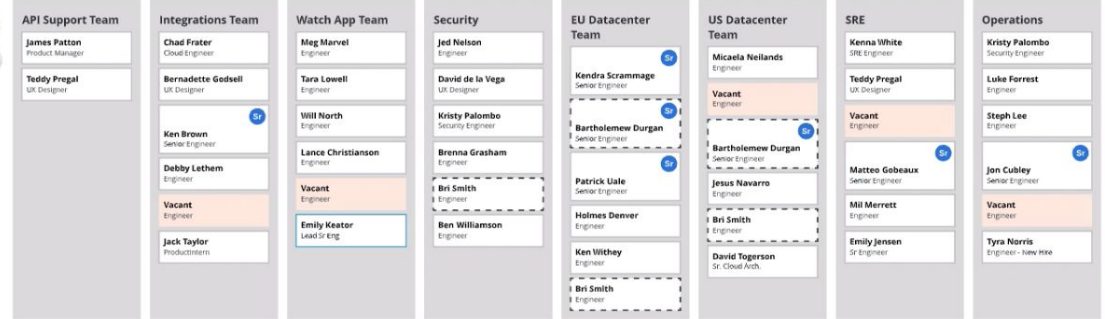 API Support Team
James Patton
Product Manager
Teddy Pregal
UX Designer
Integrations Team
Chad Frater
Cloud Engineer
Bernadette Godsell
UX Designer
Sr
Ken Brown
Senior Engineer
Debby Lethem
Engineer
Vacant
Engineer
Jack Taylor
ProductIntern
Watch App Team
Meg Marvel
Engineer
Tara Lowell
Engineer
Will North
Engineer
Lance Christianson
Engineer
Vacant
Engineer
Emily Keator
Lead Sr Eng
Security
Jed Nelson
Engineer
David de la Vega
Engineer
Kristy Palombo
Security Engineer
Brenna Grasham
Engineer
Bri Smith
Engineer
Ben Williamson
Engineer
EU Datacenter
Team
Sr
Kendra Scrammage
Senior Engineer
Sr
Bartholemew Durgan
Senior Engineer
Sr
Patrick Uale
Senior Engineer
Holmes Denver
Engineer
Ken Withey
Engineer
Bri Smith
Engineer
US Datacenter
Team
Micaela Neilands
Engineer
Vacant
Engineer
Sr
Bartholemew Durgan
Senior Engineer
Jesus Navarro
Engineer
Bri Smith
Engineer
David Togerson
Sr. Cloud Arch.
SRE
Kenna White
SRE Engineer
Teddy Pregal
UX Designer
Vacant
Engineer
Sr
Matteo Gobeaux
Senior Engineer
Mil Merrett
Engineer
Emily Jensen
Sr Engineer
Operations
Kristy Palombo
Security Engineer
Luke Forrest
Engineer
Steph Lee
Engineer
Sr
Jon Cubley
Senior Engineer
Vacant
Engineer
Tyra Norris
Engineer - New Hire